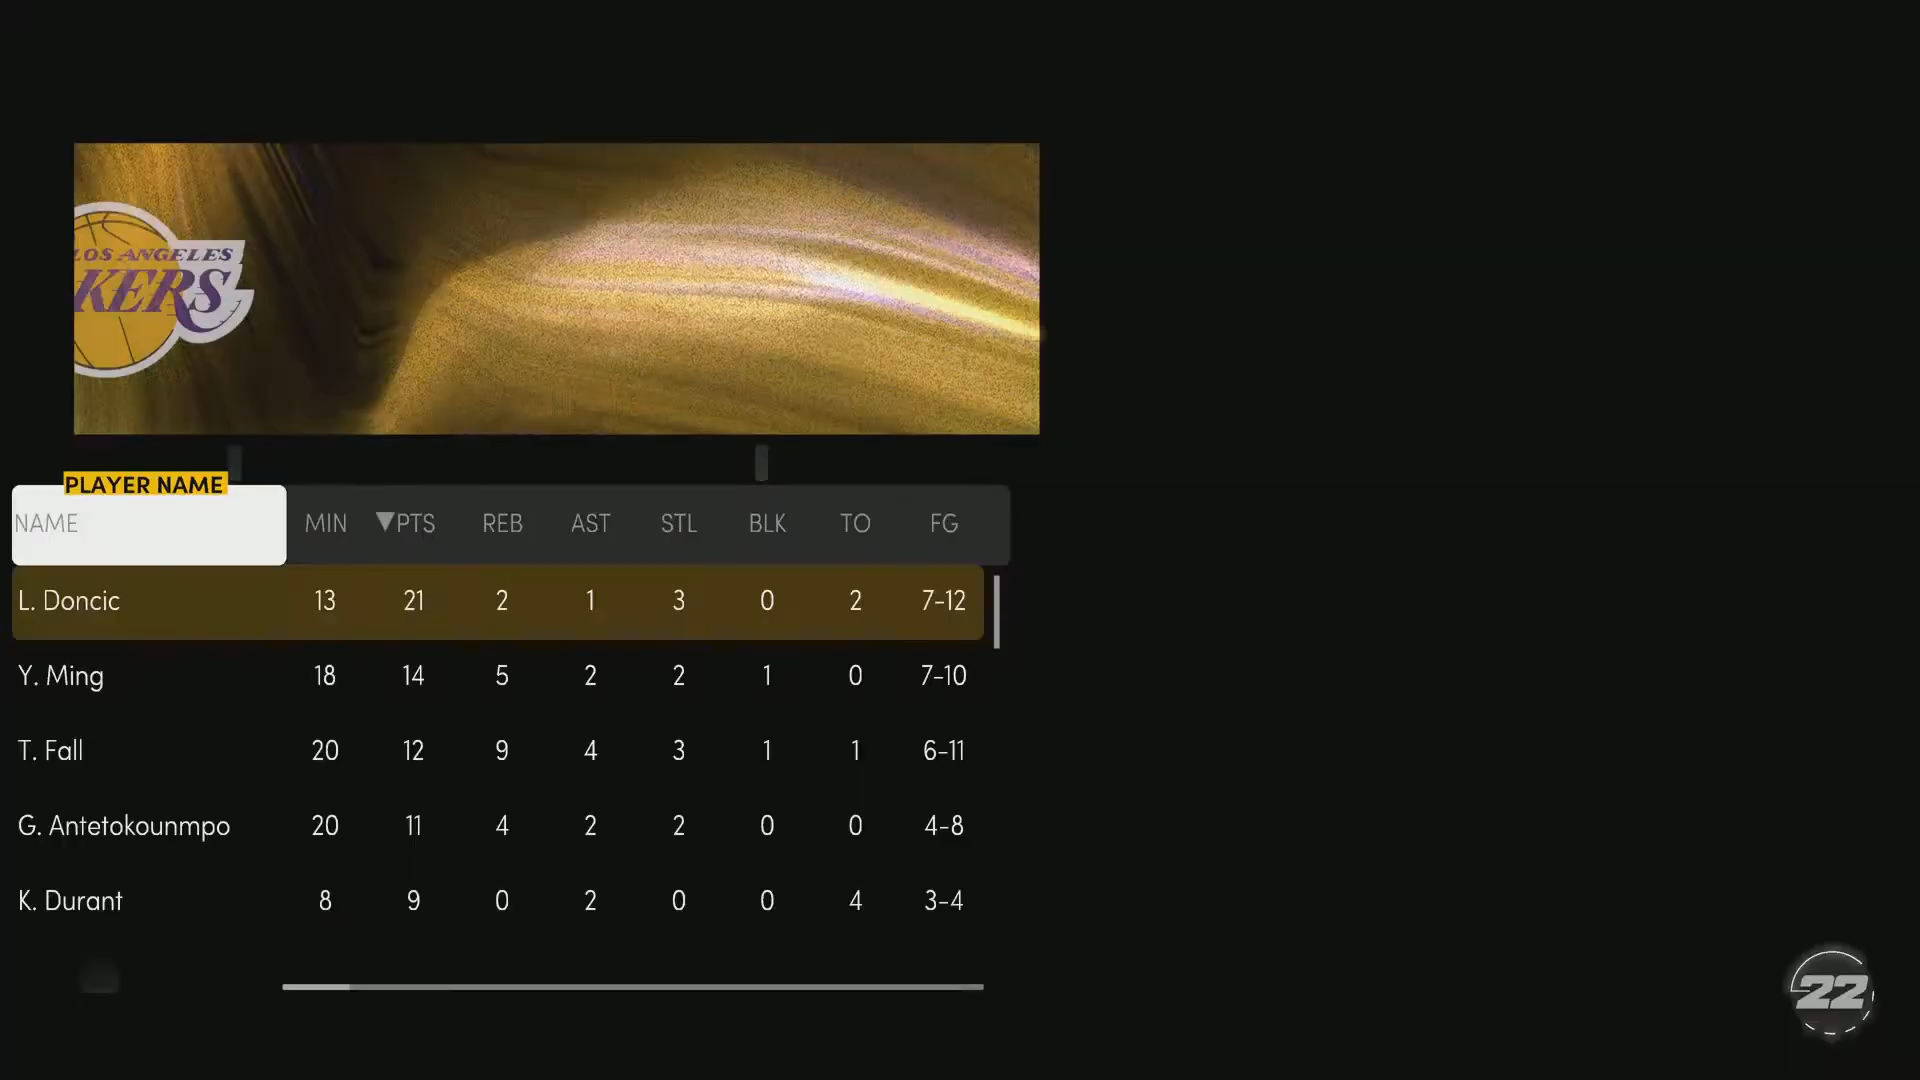 LOS ANGELES
KERS
PLAYER NAME
NAME MIN ▼PTS REB AST STL BLK TO FG
L. Doncic 13 21 2 1 3 0 2 7-12
Y. Ming 18 14 5 2 2 1 0 7-10
T. Fall 20 12 9 4 3 1 1 6-11
G. Antetokounmpo 20 11 4 2 2 0 0 4-8
K. Durant 8 9 0 2 0 0 4 3-4
22